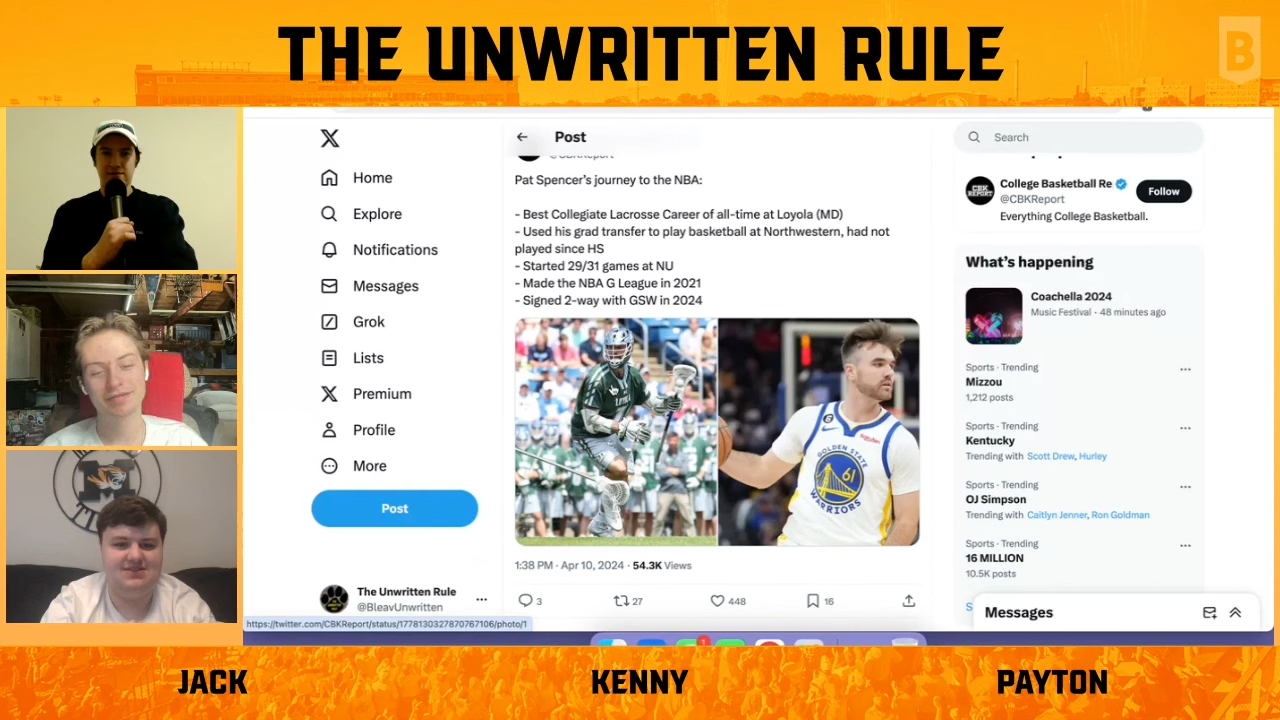 THE UNWRITTEN RULE
B
X
Home
Explore
Notifications
Messages
Grok
Lists
Premium
Profile
More
Post
The Unwritten Rule
@BleavUnwritten
https://twitter.com/CBKReport/status/1778130327870767106/photo/1
Post
@CBKReport
Pat Spencer's journey to the NBA:
- Best Collegiate Lacrosse Career of all-time at Loyola (MD)
- Used his grad transfer to play basketball at Northwestern, had not
played since HS
- Started 29/31 games at NU
- Made the NBA G League in 2021
- Signed 2-way with GSW in 2024
LOYOLA
GOLDEN STATE
61
WARRIORS
1:38 PM · Apr 10, 2024 · 54.3K Views
3
27
448
16
Search
CBK
REPORT
College Basketball Re
@CBKReport
Follow
Everything College Basketball.
What's happening
Coachella 2024
Music Festival · 48 minutes ago
Sports · Trending
Mizzou
1,212 posts
Sports · Trending
Kentucky
Trending with Scott Drew, Hurley
Sports · Trending
OJ Simpson
Trending with Caitlyn Jenner, Ron Goldman
Sports · Trending
16 MILLION
10.5K posts
S
Messages
1
JACK
KENNY
PAYTON